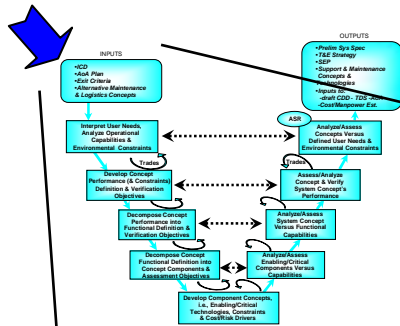 INPUTS
•ICD
•AoA Plan
•Exit Criteria
•Alternative Maintenance
& Logistics Concepts
OUTPUTS
•Prelim Sys Spec
•T&E Strategy
•SEP
•Support & Maintenance
Concepts &
Technologies
•Inputs to:
-draft CDD - TDS -AoA
-Cost/Manpower Est.
Interpret User Needs,
Analyze Operational
Capabilities &
Environmental Constraints
ASR
Analyze/Assess
Concepts Versus
Defined User Needs &
Environmental Constraints
Trades
Trades
Develop Concept
Performance (& Constraints)
Definition & Verification
Objectives
Assess/Analyze
Concept & Verify
System Concept's
Performance
Decompose Concept
Performance into
Functional Definition &
Verification Objectives
Analyze/Assess
System Concept
Versus Functional
Capabilities
Decompose Concept
Functional Definition into
Concept Components &
Assessment Objectives
Analyze/Assess
Enabling/Critical
Components Versus
Capabilities
Develop Component Concepts,
i.e., Enabling/Critical
Technologies, Constraints
& Cost/Risk Drivers